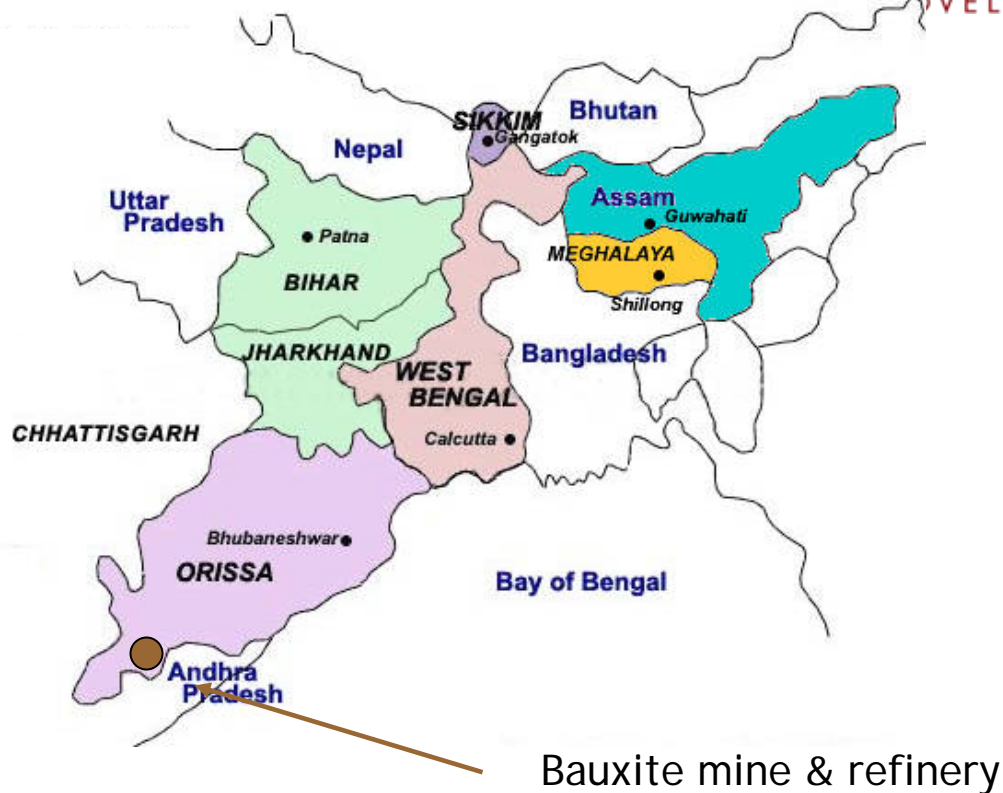 OVEL
SIKKIM
Bhutan
Gangatok
Nepal
Uttar
Pradesh
Assam
Guwahati
Patna
MEGHALAYA
BIHAR
Shillong
JHARKHAND
Bangladesh
WEST
BENGAL
CHHATTISGARH
Calcutta
Bhubaneshwar
ORISSA
Bay of Bengal
Andhra
Pradesh
Bauxite mine & refinery